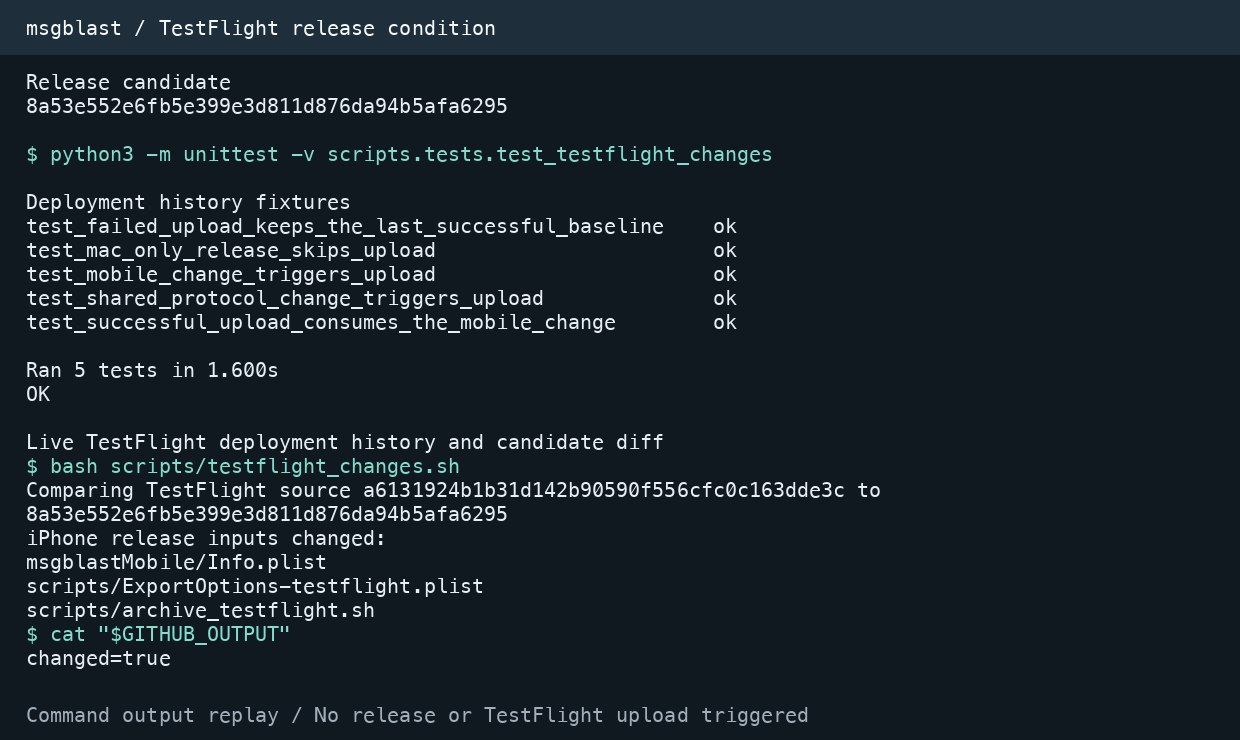 msgblast / TestFlight release condition
Release candidate
8a53e552e6fb5e399e3d811d876da94b5afa6295
$ python3 -m unittest -v scripts.tests.test_testflight_changes
Deployment history fixtures
test_failed_upload_keeps_the_last_successful_baseline    ok
test_mac_only_release_skips_upload    ok
test_mobile_change_triggers_upload    ok
test_shared_protocol_change_triggers_upload    ok
test_successful_upload_consumes_the_mobile_change    ok
Ran 5 tests in 1.600s
OK
Live TestFlight deployment history and candidate diff
$ bash scripts/testflight_changes.sh
Comparing TestFlight source a6131924b1b31d142b90590f556cfc0c163dde3c to
8a53e552e6fb5e399e3d811d876da94b5afa6295
iPhone release inputs changed:
msgblastMobile/Info.plist
scripts/ExportOptions-testflight.plist
scripts/archive_testflight.sh
$ cat "$GITHUB_OUTPUT"
changed=true
Command output replay / No release or TestFlight upload triggered